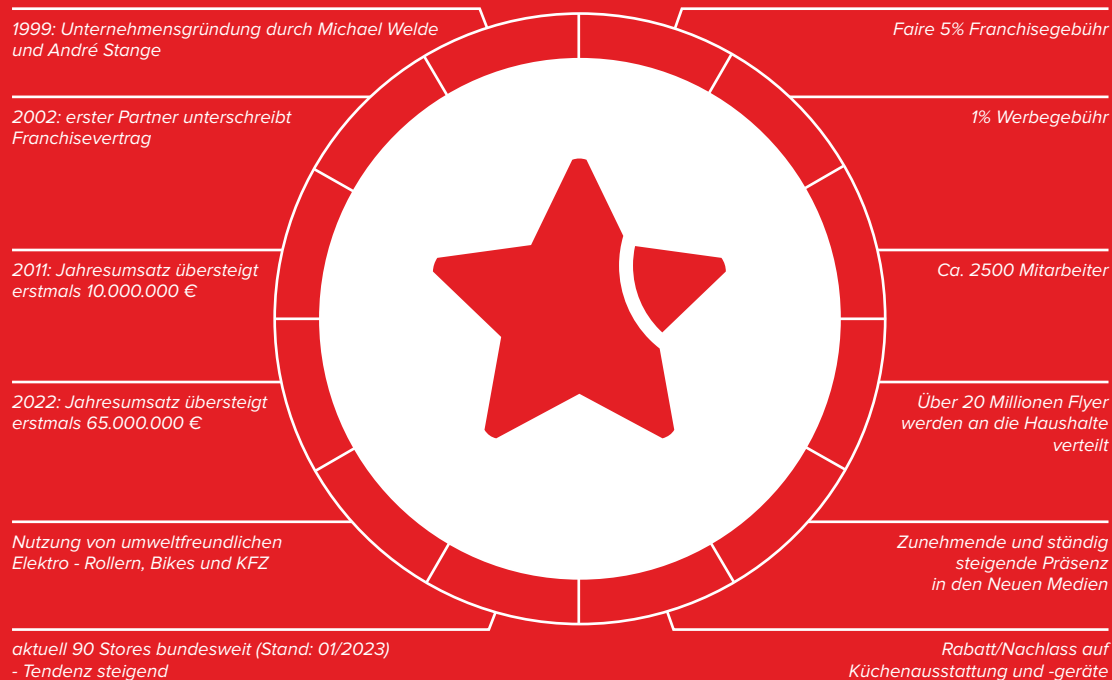 1999: Unternehmensgründung durch Michael Welde
und André Stange
2002: erster Partner unterschreibt
Franchisevertrag
2011: Jahresumsatz übersteigt
erstmals 10.000.000 €
2022: Jahresumsatz übersteigt
erstmals 65.000.000 €
Nutzung von umweltfreundlichen
Elektro - Rollern, Bikes und KFZ
aktuell 90 Stores bundesweit (Stand: 01/2023)
- Tendenz steigend
Faire 5% Franchisegebühr
1% Werbegebühr
Ca. 2500 Mitarbeiter
Über 20 Millionen Flyer
werden an die Haushalte
verteilt
Zunehmende und ständig
steigende Präsenz
in den Neuen Medien
Rabatt/Nachlass auf
Küchenausstattung und -geräte